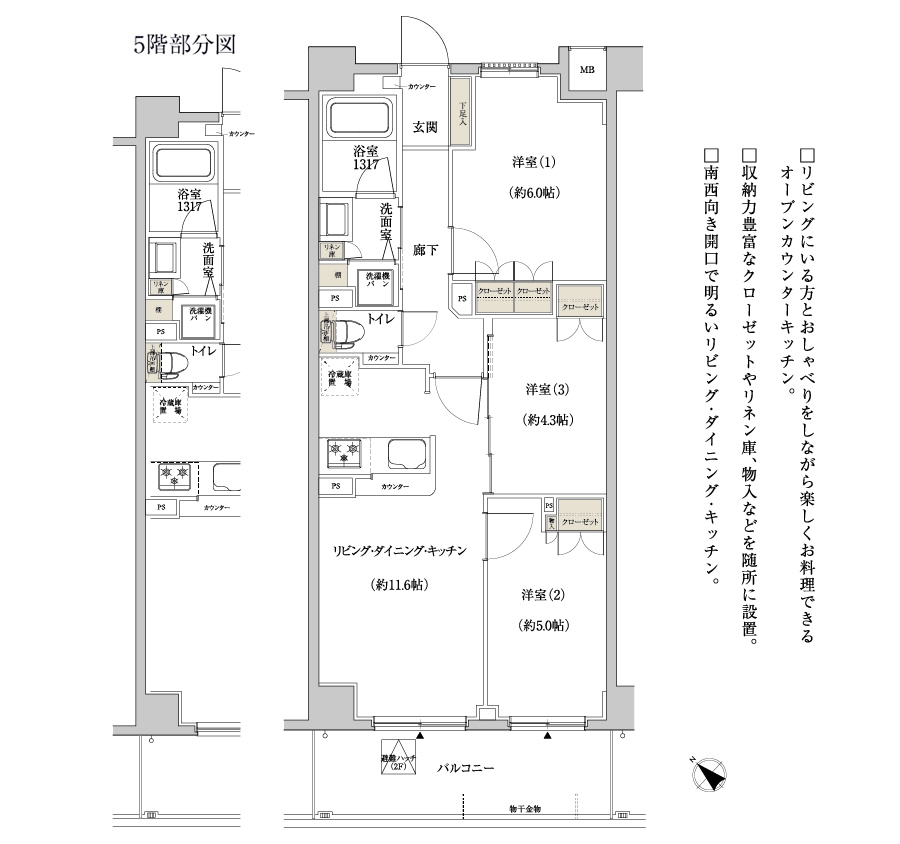 5階部分図
カウンター
浴室
1317
洗面室
リネン庫
棚
洗濯機
パン
PS
トイレ
カウンター
冷蔵庫
置場
PS
カウンター
MB
カウンター
玄関
下足入
浴室
1317
洗面室
リネン
庫
棚
洗濯機
パン
PS
廊下
洋室(1)
(約6.0帖)
PS
クローゼット
クローゼット
クローゼット
トイレ
カウンター
冷蔵庫
置場
洋室(3)
(約4.3帖)
PS
カウンター
PS
物入
クローゼット
リビング・ダイニング・キッチン
(約11.6帖)
洋室(2)
(約5.0帖)
避難ハッチ
(2F)
バルコニー
物干金物
N
□リビングにいる方とおしゃべりをしながら楽しくお料理できる
オープンカウンターキッチン。
□収納力豊富なクローゼットやリネン庫、物入などを随所に設置。
□南西向き開口で明るいリビング・ダイニング・キッチン。